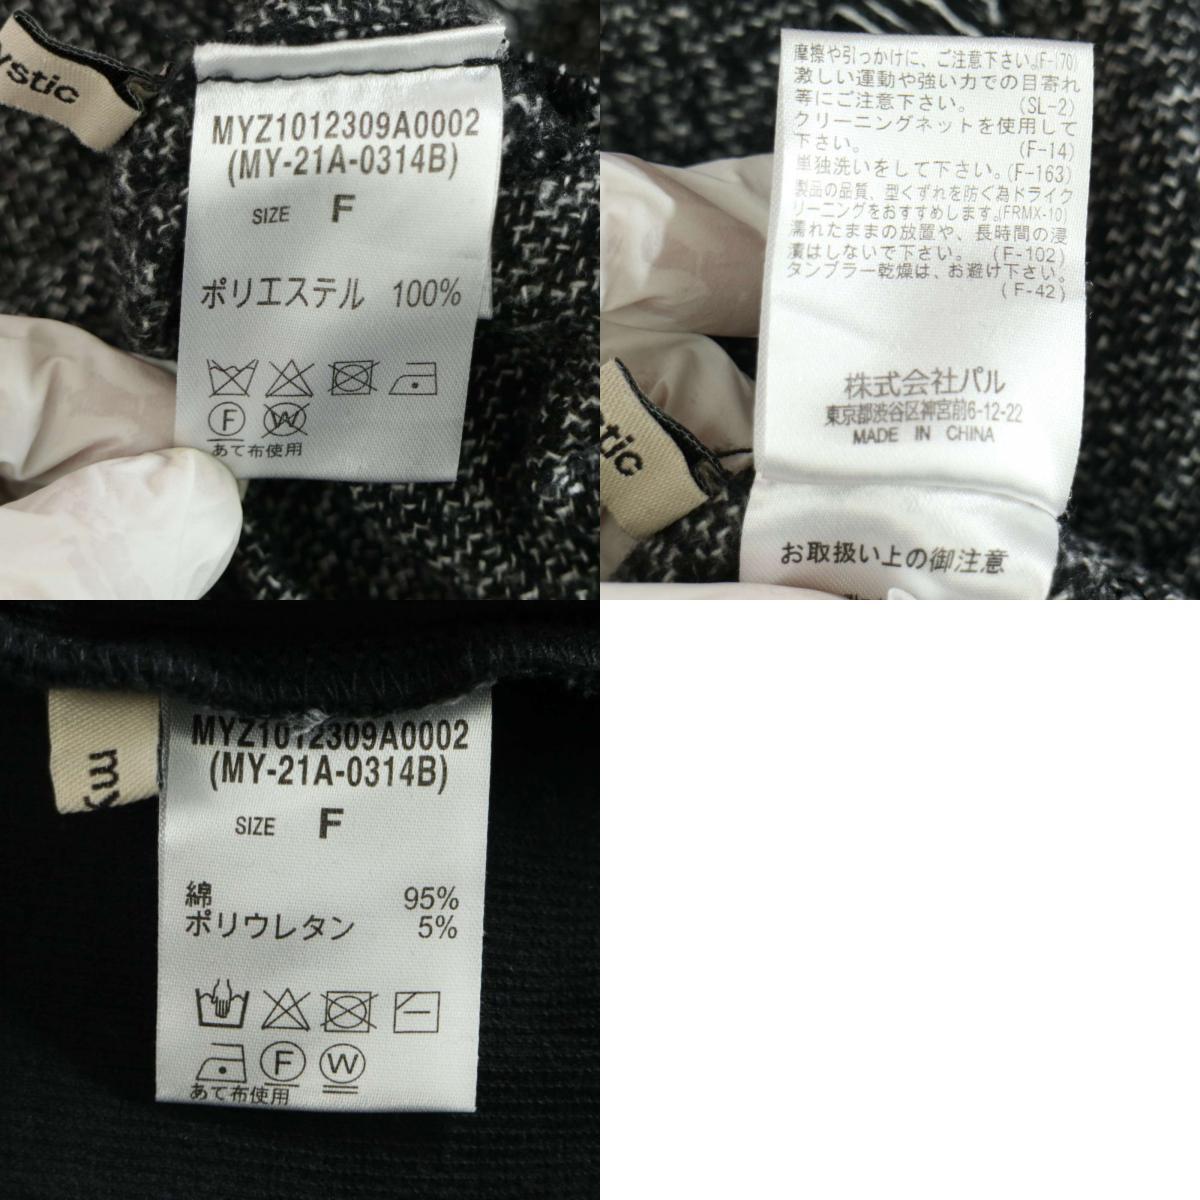 ystic
MYZ1012309A0002
(MY-21A-0314B)
SIZE F
ポリエステル 100%
F W
あて布使用
摩擦や引っかけに、ご注意下さい。(F-170)
激しい運動や強い力での目寄れ
等にご注意下さい。 (SL-2)
クリーニングネットを使用して
下さい。 (F-14)
単独洗いをして下さい。(F-163)
製品の品質、型くずれを防ぐ為ドライク
リーニングをおすすめします。(FRMX-10)
濡れたままの放置や、長時間の浸
漬はしないで下さい。 (F-102)
タンブラー乾燥は、お避け下さい。
(F-42)
株式会社パル
東京都渋谷区神宮前6-12-22
MADE IN CHINA
ystic
お取扱い上の御注意
MYZ1012309A0002
(MY-21A-0314B)
SIZE F
my
綿 95%
ポリウレタン 5%
F W
あて布使用